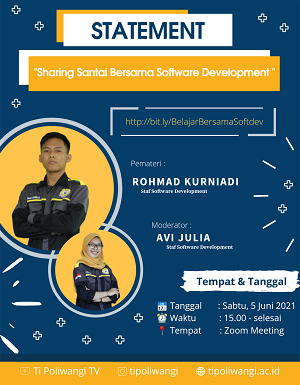 STATEMENT
"Sharing Santai Bersama Software Development "
http://bit.ly/BelajarBersamaSoftdev
Pemateri :
ROHMAD KURNIADI
Staf Software Development
Moderator :
AVI JULIA
Staf Software Development
Tempat & Tanggal
Tanggal : Sabtu, 5 Juni 2021
Waktu : 15.00 - selesai
Tempat : Zoom Meeting
Ti Poliwangi TV
tipoliwangi
tipoliwangi.ac.id